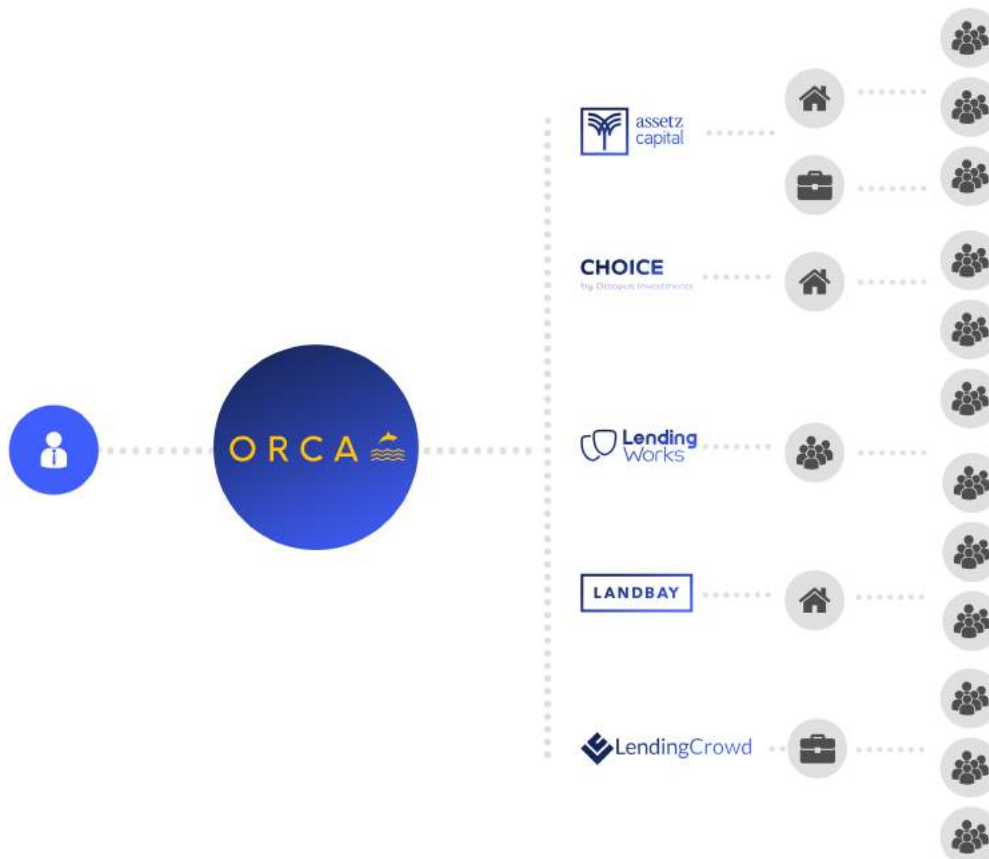 assetz
capital
CHOICE
by Octopus Investments
ORCA
Lending
Works
LANDBAY
LendingCrowd